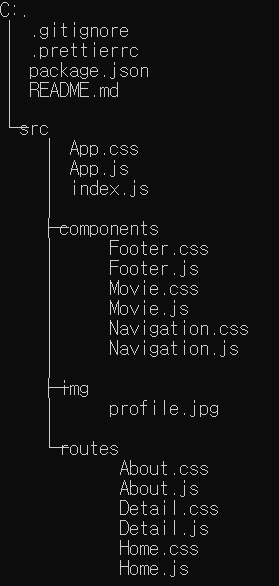 C:.
.gitignore
.prettierrc
package.json
README.md
src
App.css
App.js
index.js
components
Footer.css
Footer.js
Movie.css
Movie.js
Navigation.css
Navigation.js
img
profile.jpg
routes
About.css
About.js
Detail.css
Detail.js
Home.css
Home.js